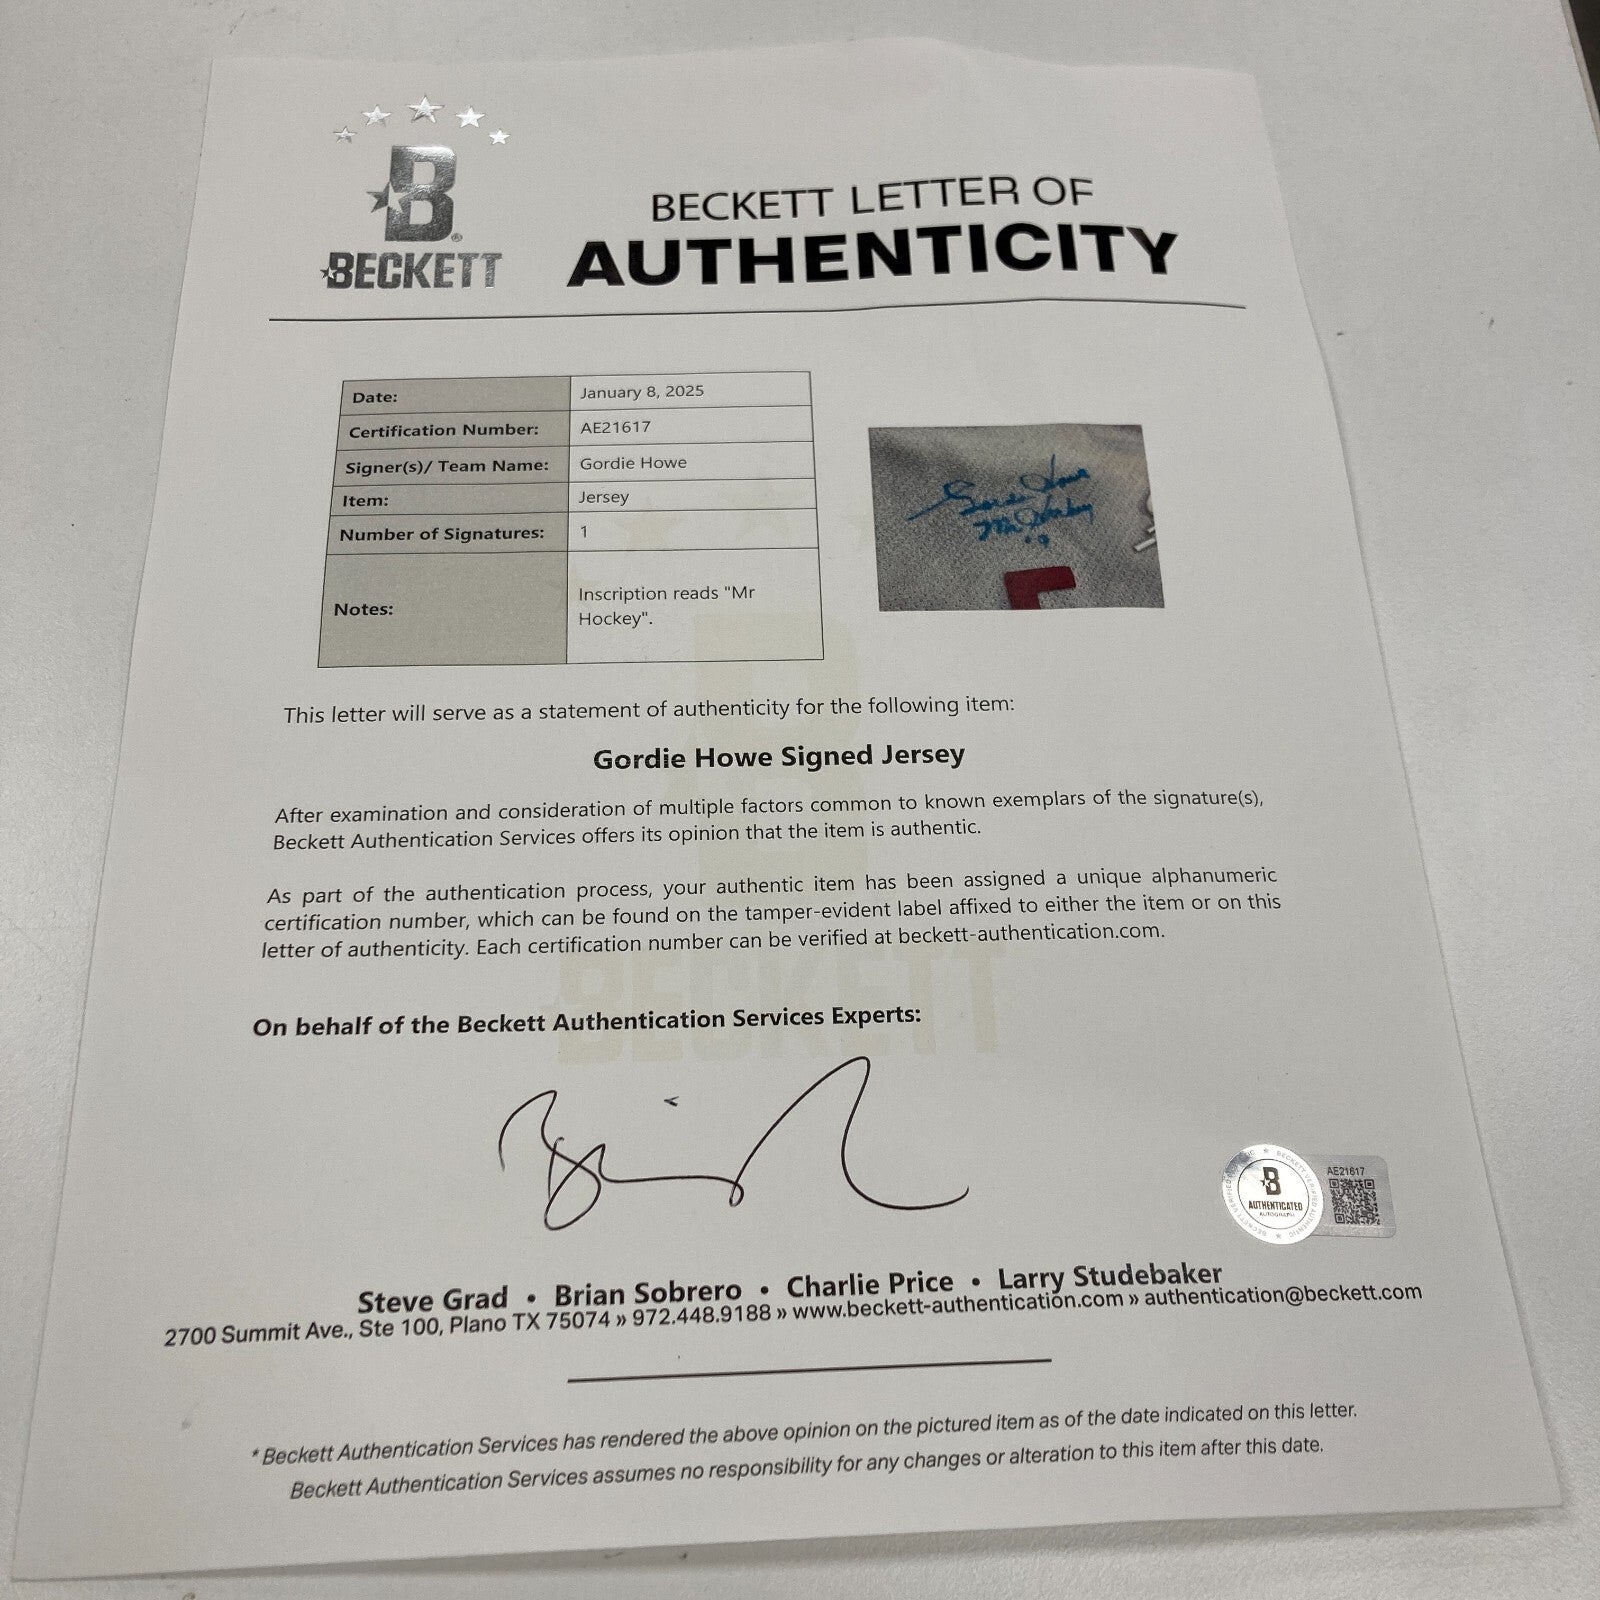 BECKETT
BECKETT LETTER OF
AUTHENTICITY
Date: January 8, 2025
Certification Number: AE21617
Signer(s)/ Team Name: Gordie Howe
Item: Jersey
Number of Signatures: 1
Notes: Inscription reads "Mr
Hockey".
Gordie Howe
Mr Hockey
This letter will serve as a statement of authenticity for the following item:
Gordie Howe Signed Jersey
After examination and consideration of multiple factors common to known exemplars of the signature(s),
Beckett Authentication Services offers its opinion that the item is authentic.
As part of the authentication process, your authentic item has been assigned a unique alphanumeric
certification number, which can be found on the tamper-evident label affixed to either the item or on this
letter of authenticity. Each certification number can be verified at beckett-authentication.com.
BECKETT
On behalf of the Beckett Authentication Services Experts:
B
AUTHENTICATED
AUTOGRAPH
AE21617
Steve Grad • Brian Sobrero • Charlie Price • Larry Studebaker
2700 Summit Ave., Ste 100, Plano TX 75074 » 972.448.9188 » www.beckett-authentication.com » authentication@beckett.com
* Beckett Authentication Services has rendered the above opinion on the pictured item as of the date indicated on this letter.
Beckett Authentication Services assumes no responsibility for any changes or alteration to this item after this date.